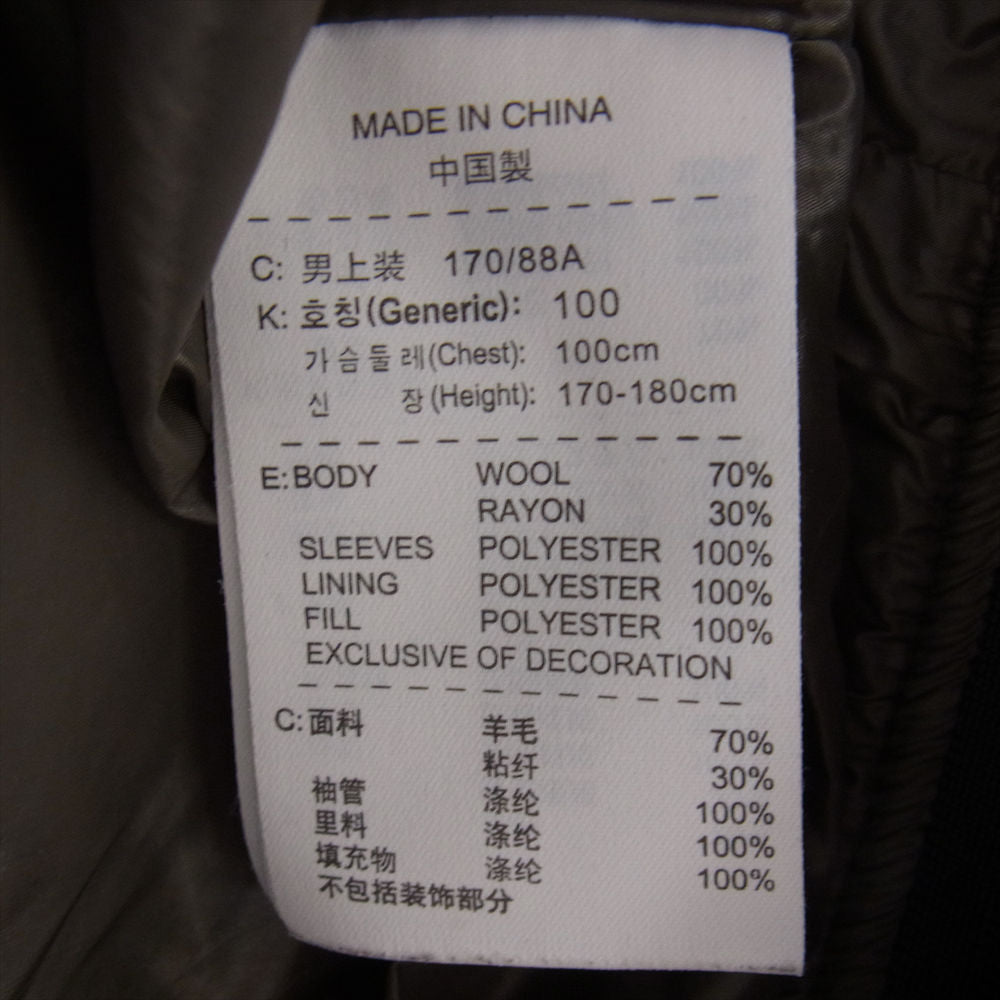 MADE IN CHINA
中国製
C: 男上装 170/88A
K: 호칭(Generic): 100
가슴둘레(Chest): 100cm
신 장(Height): 170-180cm
E: BODY WOOL 70%
RAYON 30%
SLEEVES POLYESTER 100%
LINING POLYESTER 100%
FILL POLYESTER 100%
EXCLUSIVE OF DECORATION
C: 面料 羊毛 70%
粘纤 30%
袖管 涤纶 100%
里料 涤纶 100%
填充物 涤纶 100%
不包括装饰部分